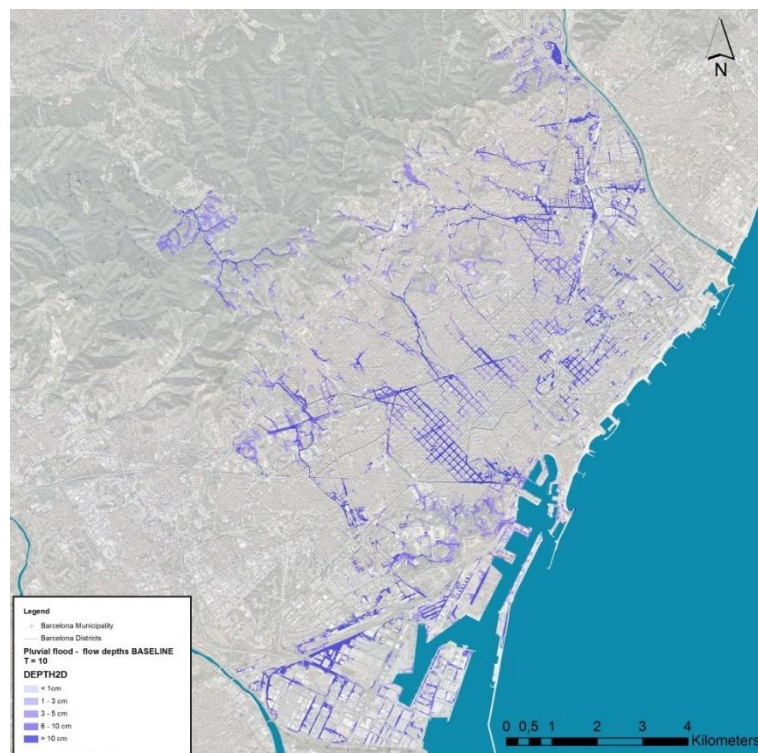 N
Legend
Barcelona Municipality
Barcelona Districts
Pluvial flood - flow depths BASELINE
T = 10
DEPTH2D
< 1cm
1 - 3 cm
3 - 5 cm
6 - 10 cm
> 10 cm
0 0,5 1 2 3 4
Kilometers